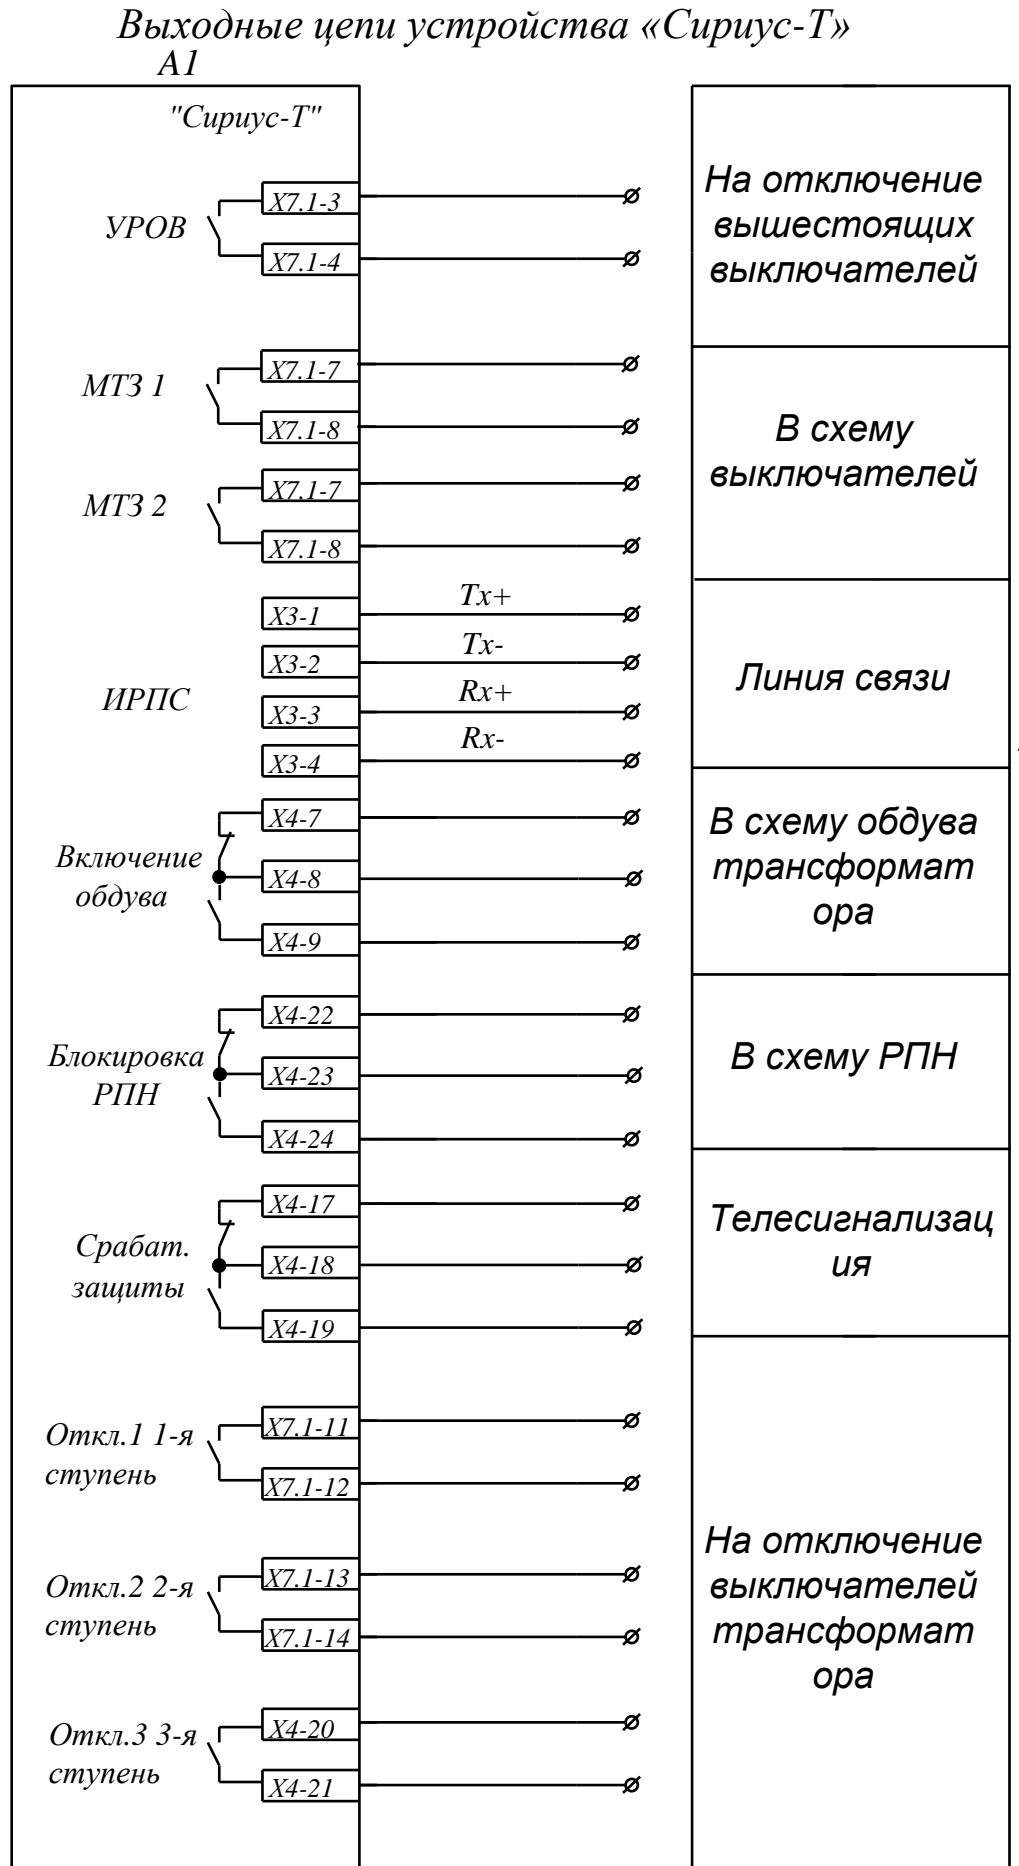 Выходные цепи устройства «Сириус-Т»
А1
"Сириус-Т"
УРОВ
X7.1-3
X7.1-4
На отключение
вышестоящих
выключателей
МТЗ 1
X7.1-7
X7.1-8
МТЗ 2
X7.1-7
X7.1-8
В схему
выключателей
ИРПС
X3-1
Tx+
X3-2
Tx-
X3-3
Rx+
X3-4
Rx-
Линия связи
Включение
обдува
X4-7
X4-8
X4-9
В схему обдува
трансформат
ора
Блокировка
РПН
X4-22
X4-23
X4-24
В схему РПН
Срабат.
защиты
X4-17
X4-18
X4-19
Телесигнализац
ия
Откл.1 1-я
ступень
X7.1-11
X7.1-12
Откл.2 2-я
ступень
X7.1-13
X7.1-14
Откл.3 3-я
ступень
X4-20
X4-21
На отключение
выключателей
трансформат
ора